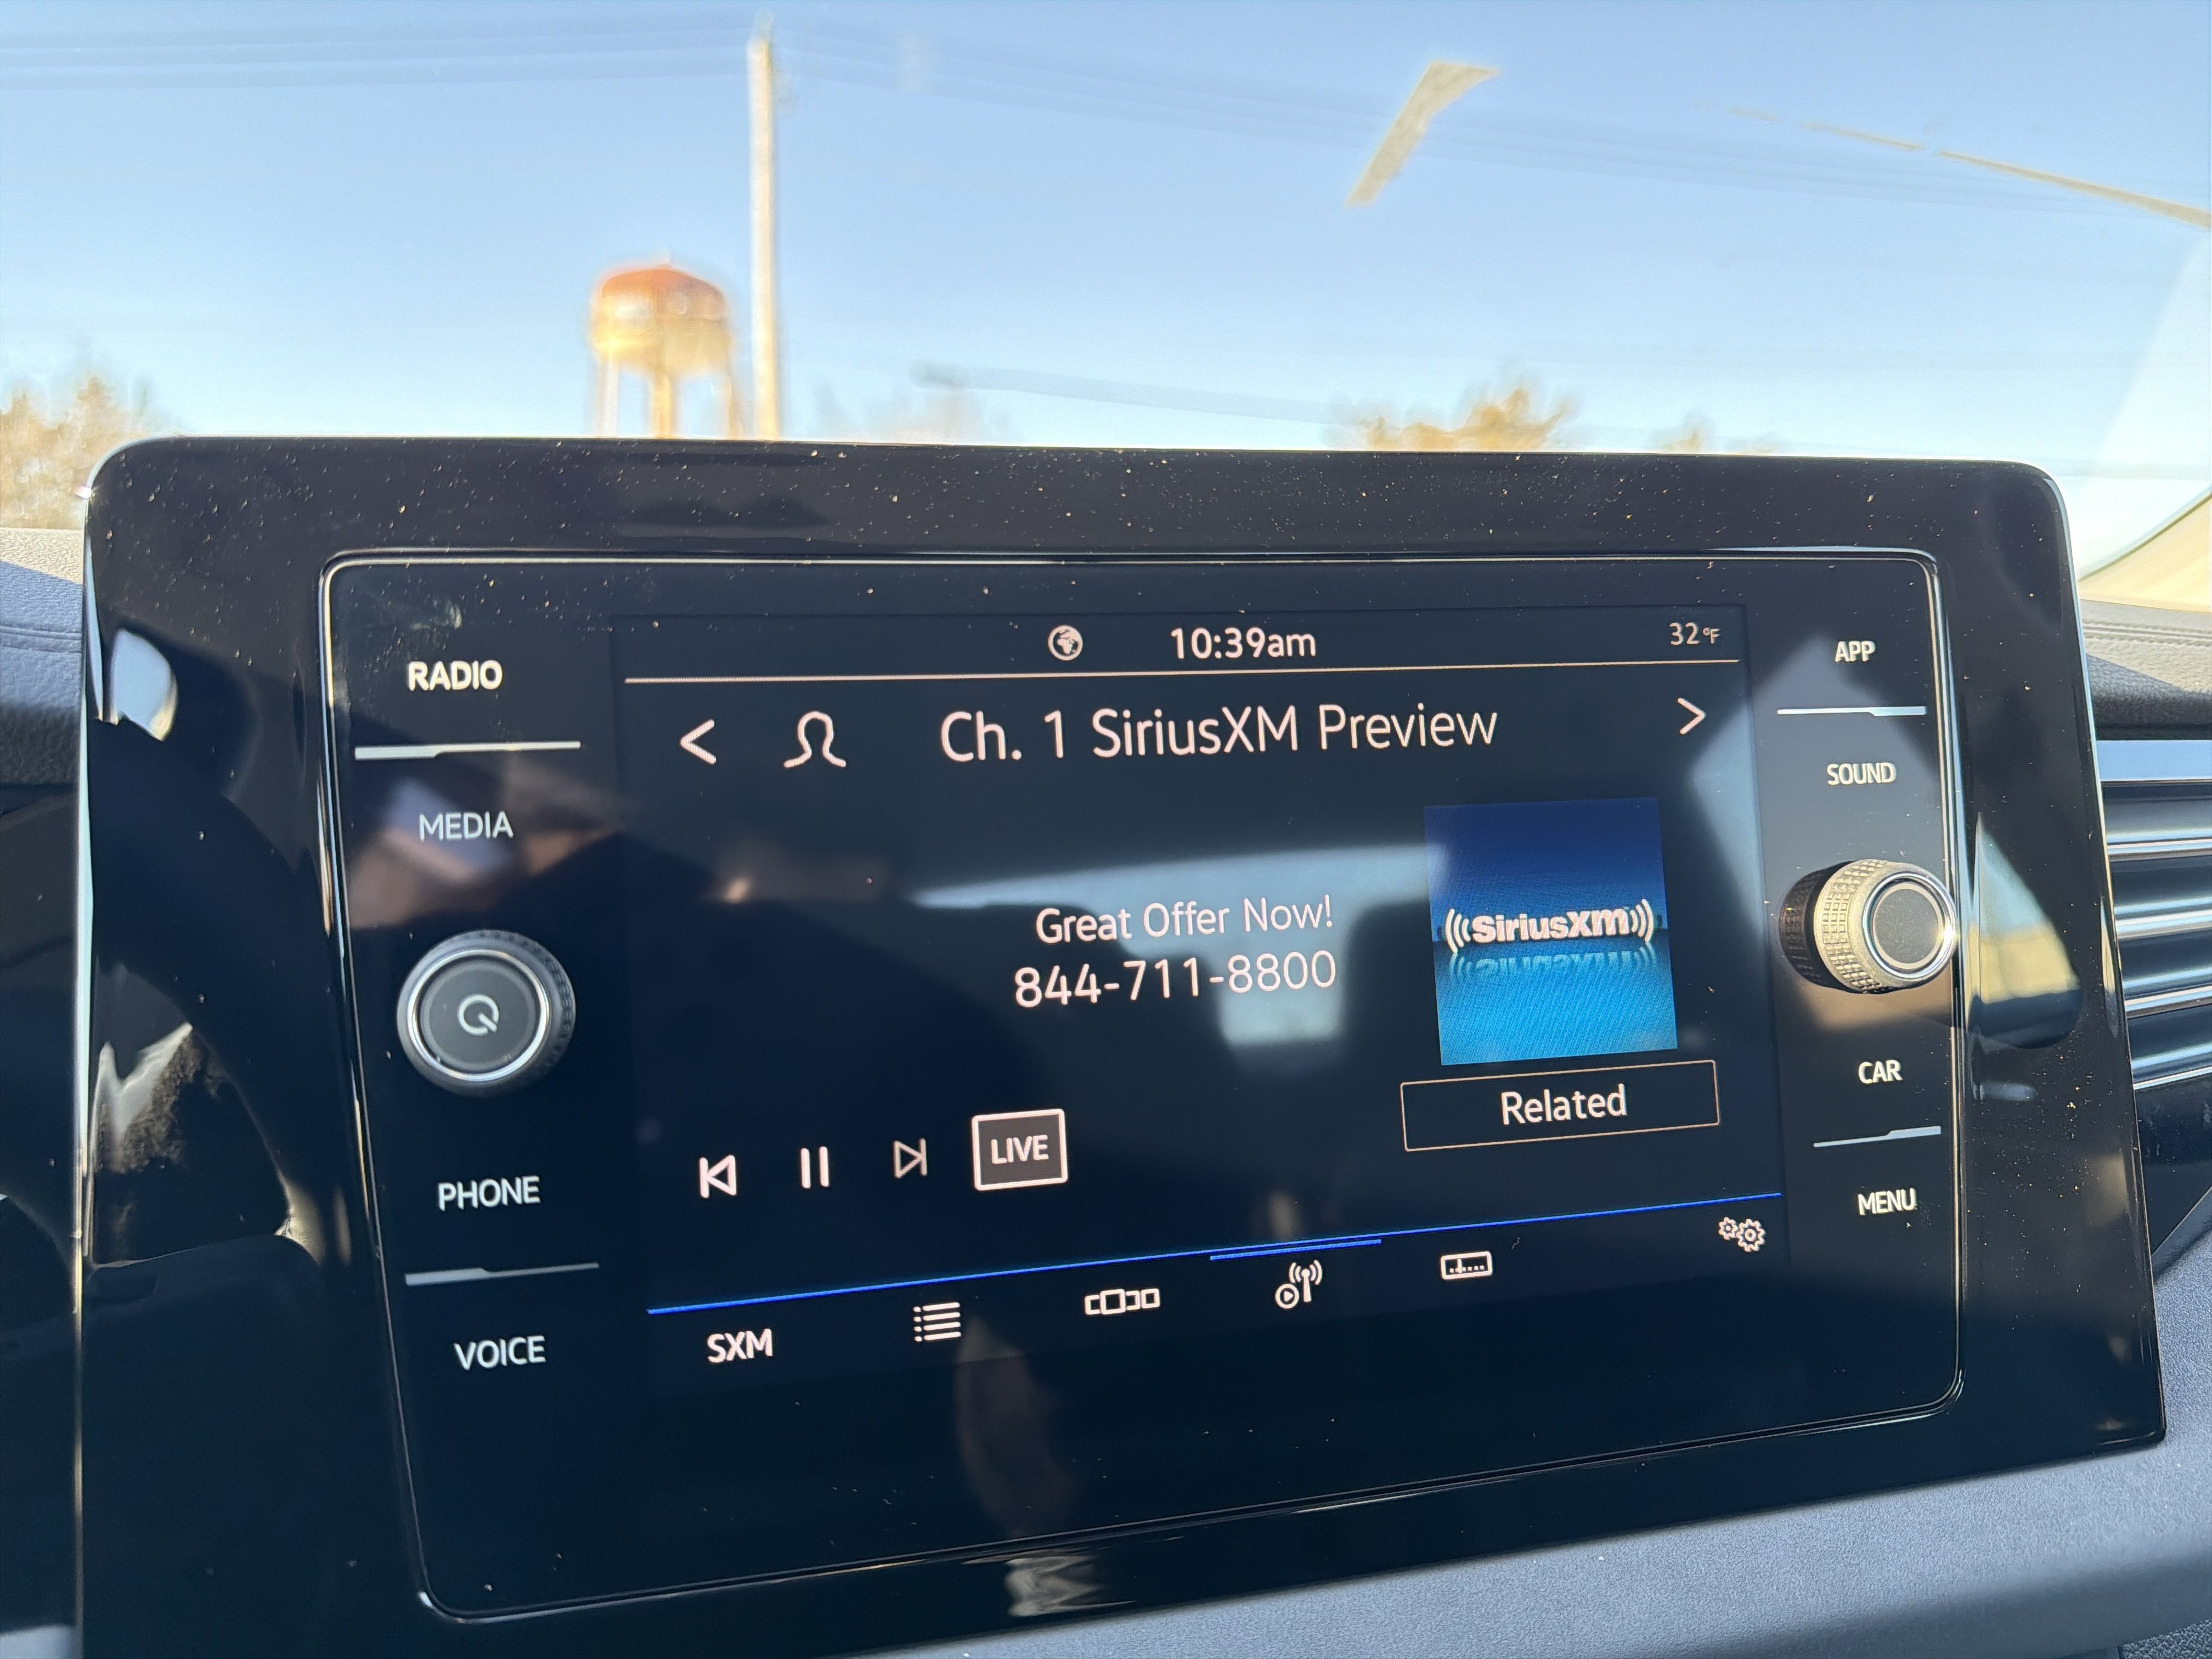 10:39am
32°F
RADIO
MEDIA
PHONE
VOICE
Ch. 1 SiriusXM Preview
Great Offer Now!
844-711-8800
((SiriusXM))
Related
LIVE
SXM
APP
SOUND
CAR
MENU